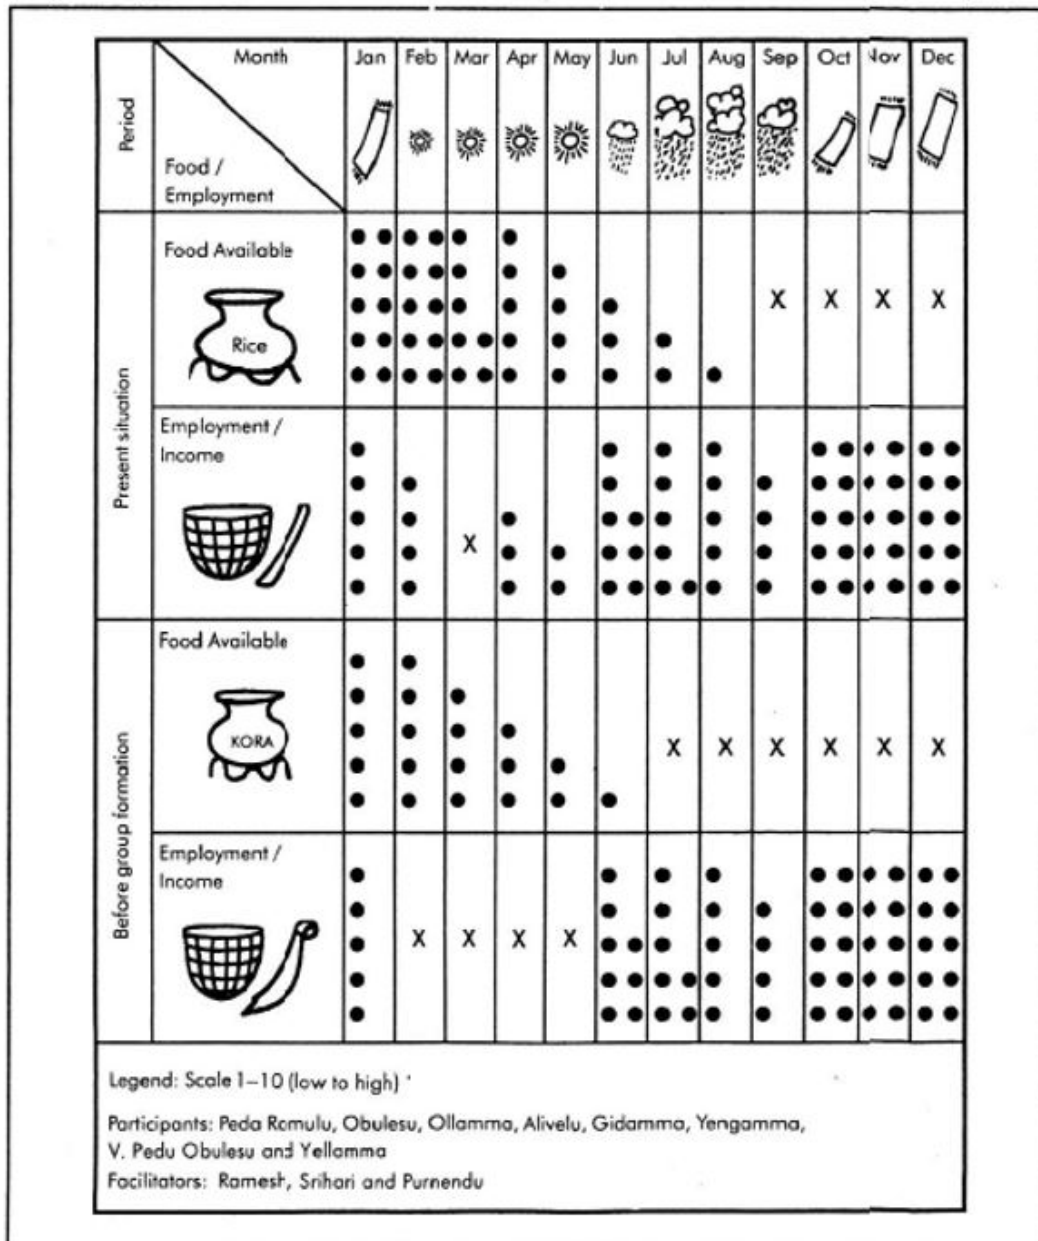 Month Jan Feb Mar Apr May Jun Jul Aug Sep Oct Nov Dec
Period
Food /
Employment
Present situation
Food Available
Rice
X X X X
Employment /
Income
X
Before group formation
Food Available
KORA
X X X X X X
Employment /
Income
X X X X
Legend: Scale 1–10 (low to high)
Participants: Peda Ramulu, Obulesu, Ollamma, Alivelu, Gidamma, Yengamma,
V. Pedu Obulesu and Yellamma
Facilitators: Ramesh, Srihari and Purnendu